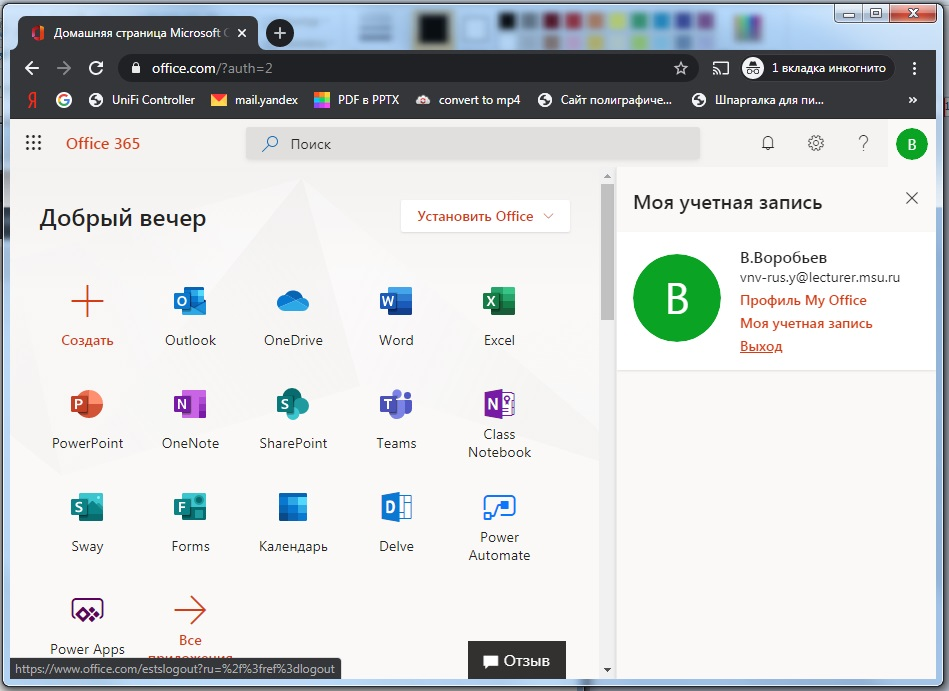 Домашняя страница Microsoft
office.com/?auth=2
1 вкладка инкогнито
UniFi Controller
mail.yandex
PDF в PPTX
convert to mp4
Сайт полиграфиче...
Шпаргалка для пи...
Office 365
Поиск
В
Добрый вечер
Установить Office
Моя учетная запись
В
В.Воробьев
vnv-rus.y@lecturer.msu.ru
Профиль My Office
Моя учетная запись
Выход
Создать
Outlook
OneDrive
Word
Excel
PowerPoint
OneNote
SharePoint
Teams
Class
Notebook
Sway
Forms
Календарь
Delve
Power
Automate
Power Apps
Все
приложения
Отзыв
https://www.office.com/estslogout?ru=%2f%3fref%3dlogout